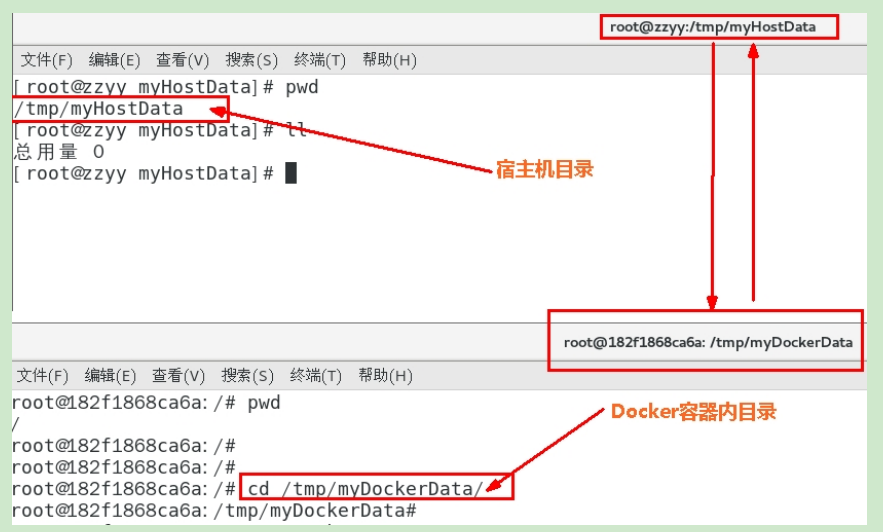 root@zzyy:/tmp/myHostData
文件(F) 编辑(E) 查看(V) 搜索(S) 终端(T) 帮助(H)
[root@zzyy myHostData]# pwd
/tmp/myHostData
[root@zzyy myHostData]# ll
总用量 0
[root@zzyy myHostData]#
宿主机目录
root@182f1868ca6a: /tmp/myDockerData
文件(F) 编辑(E) 查看(V) 搜索(S) 终端(T) 帮助(H)
root@182f1868ca6a:/# pwd
/
root@182f1868ca6a:/#
root@182f1868ca6a:/#
root@182f1868ca6a:/# cd /tmp/myDockerData/
root@182f1868ca6a:/tmp/myDockerData#
Docker容器内目录